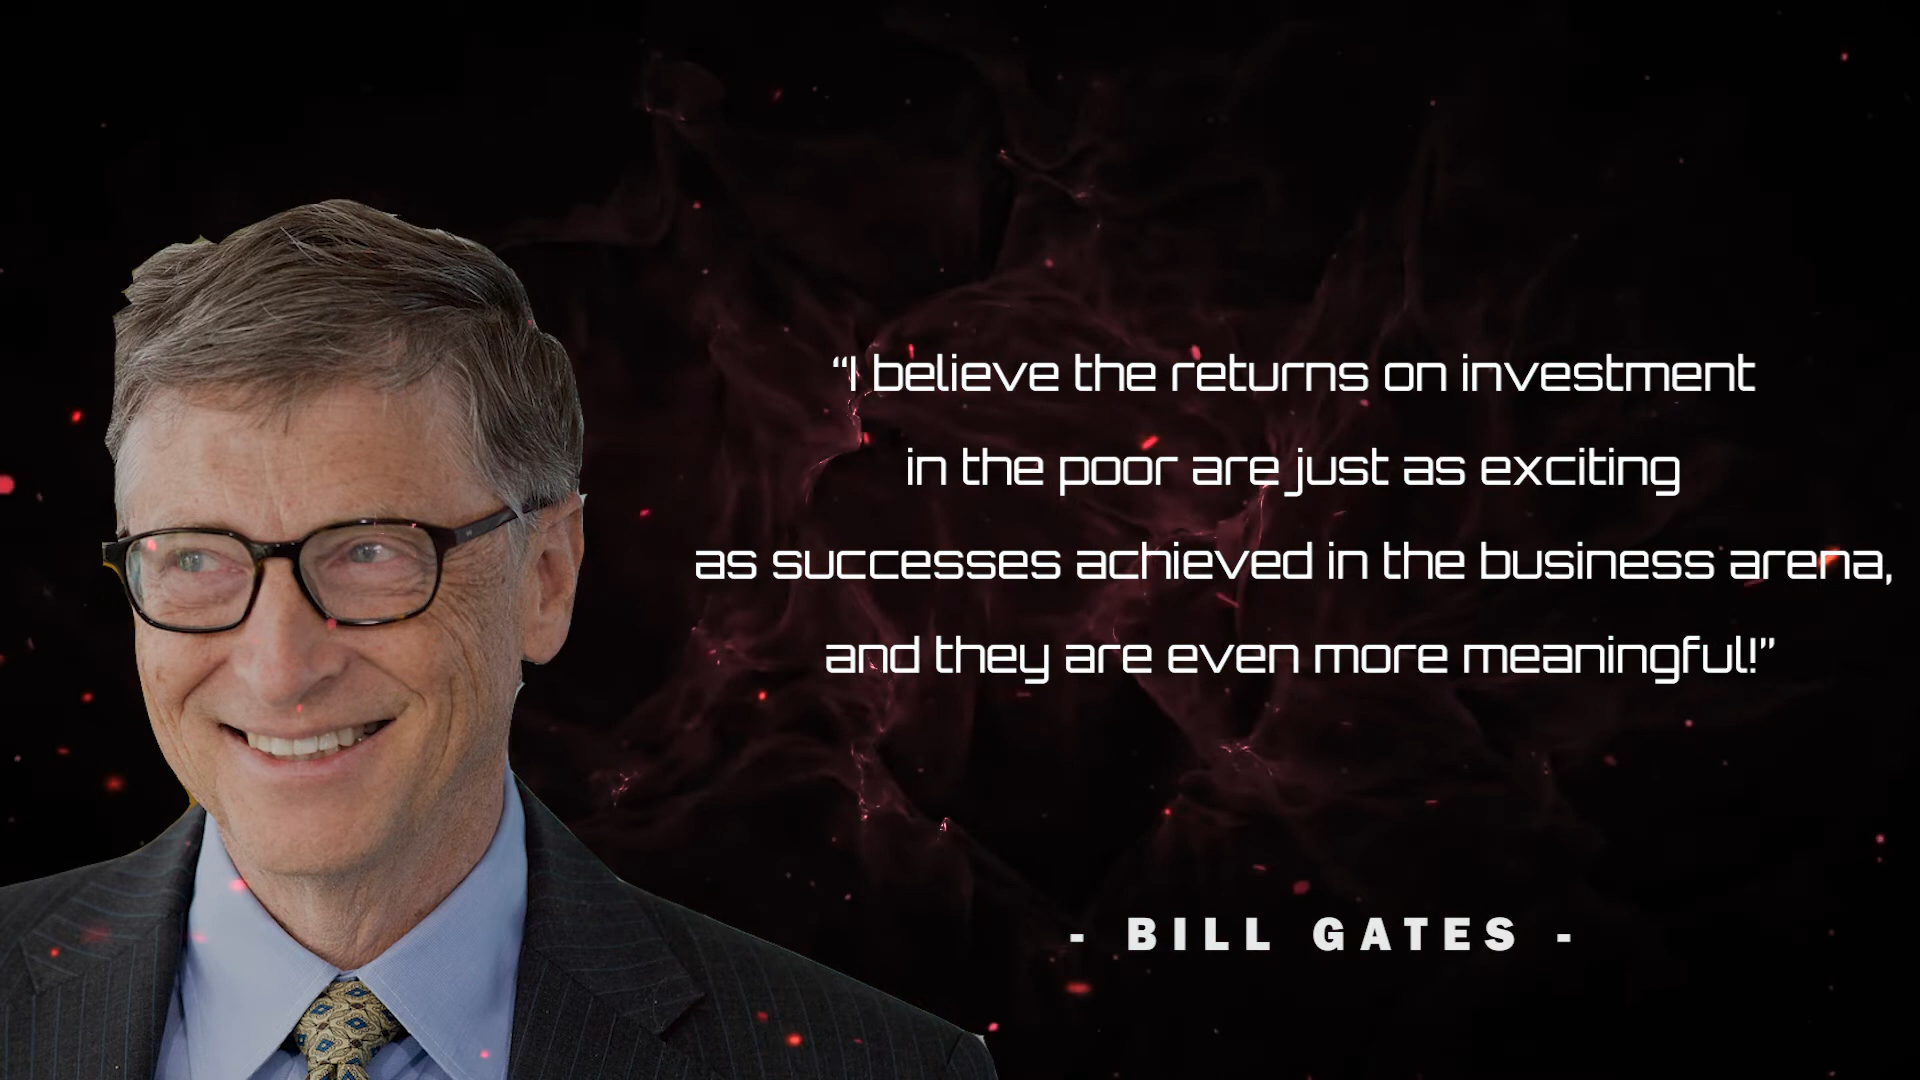 “I believe the returns on investment
in the poor are just as exciting
as successes achieved in the business arena,
and they are even more meaningful!”
- BILL GATES -